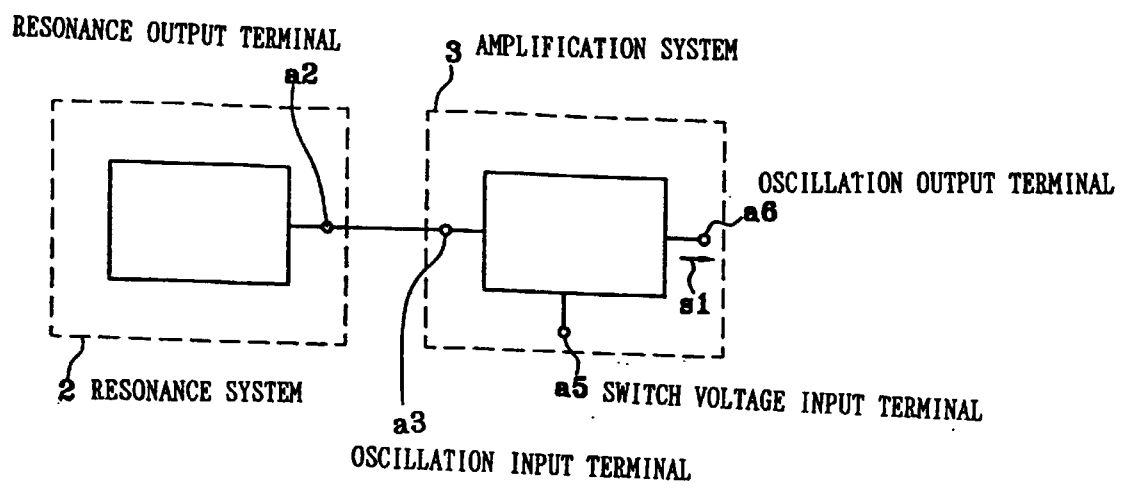 RESONANCE OUTPUT TERMINAL
a2
3 AMPLIFICATION SYSTEM
OSCILLATION OUTPUT TERMINAL
a6
s1
2 RESONANCE SYSTEM
a5 SWITCH VOLTAGE INPUT TERMINAL
a3
OSCILLATION INPUT TERMINAL